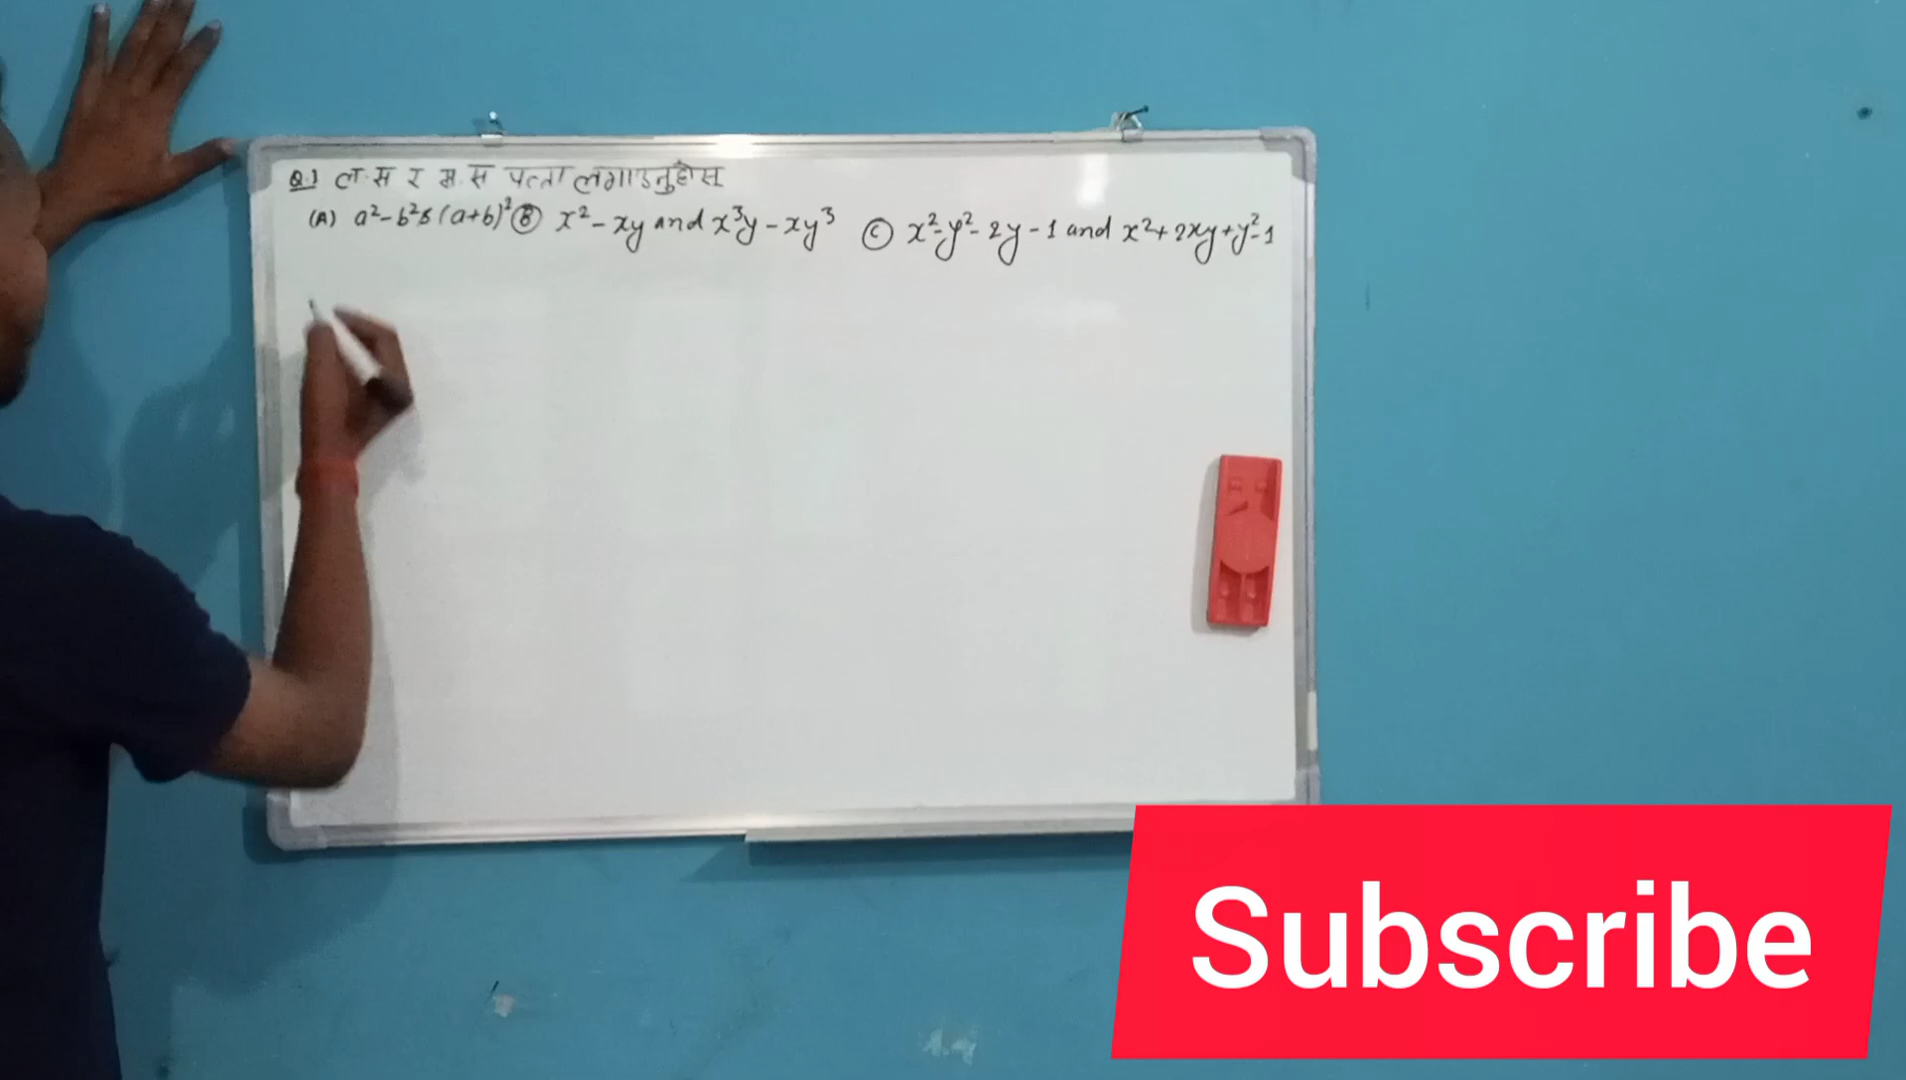 Q.1 ल.स र म.स पत्ता लगाउनुहोस्
(A) a²-b² & (a+b)² Ⓑ x²-xy and x³y-xy³ Ⓒ x²-y²-2y-1 and x²+2xy+y²-1
Subscribe